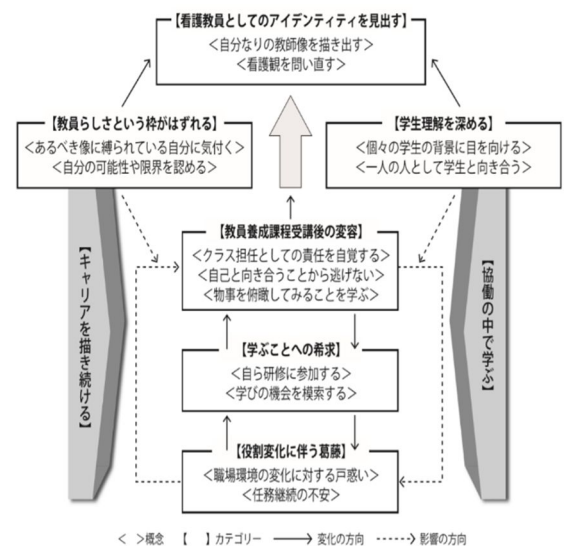 【看護教員としてのアイデンティティを見出す】
＜自分なりの教師像を描き出す＞
＜看護観を問い直す＞
【教員らしさという枠がはずれる】
＜あるべき像に縛られている自分に気付く＞
＜自分の可能性や限界を認める＞
【学生理解を深める】
＜個々の学生の背景に目を向ける＞
＜一人の人として学生と向き合う＞
【教員養成課程受講後の変容】
＜クラス担任としての責任を自覚する＞
＜自己と向き合うことから逃げない＞
＜物事を俯瞰してみることを学ぶ＞
【キャリアを描き続ける】
【協働の中で学ぶ】
【学ぶことへの希求】
＜自ら研修に参加する＞
＜学びの機会を模索する＞
【役割変化に伴う葛藤】
＜職場環境の変化に対する戸惑い＞
＜任務継続の不安＞
＜ ＞概念 【 】カテゴリー 変化の方向 影響の方向